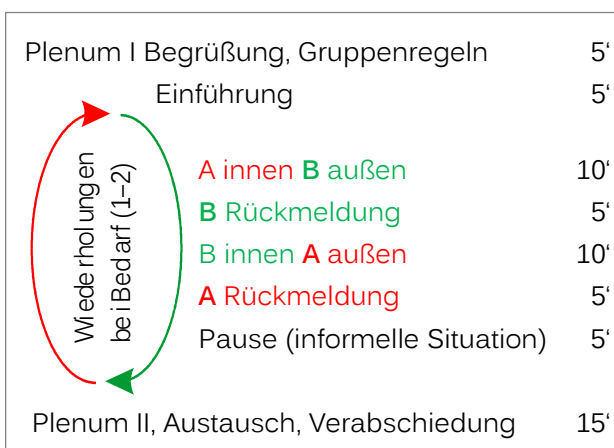 Plenum I Begrüßung, Gruppenregeln 5‘
Einführung 5‘
Wiederholungen
bei Bedarf (1–2)
A innen B außen 10‘
B Rückmeldung 5‘
B innen A außen 10‘
A Rückmeldung 5‘
Pause (informelle Situation) 5‘
Plenum II, Austausch, Verabschiedung 15‘